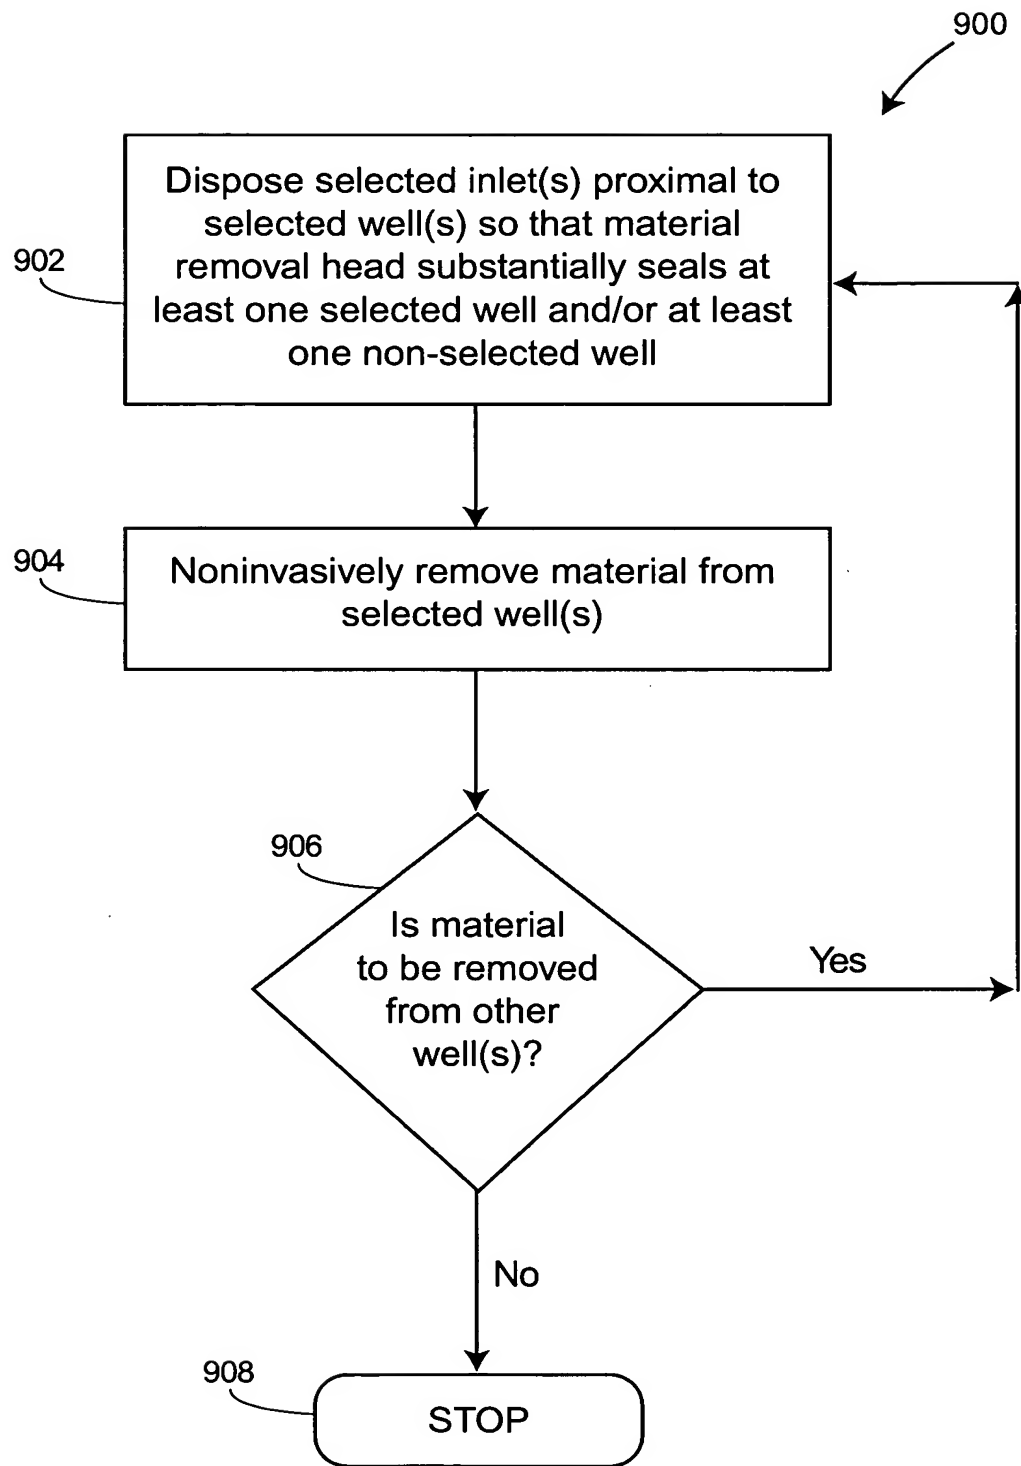 900
902
Dispose selected inlet(s) proximal to
selected well(s) so that material
removal head substantially seals at
least one selected well and/or at least
one non-selected well
904
Noninvasively remove material from
selected well(s)
906
Is material
to be removed
from other
well(s)?
Yes
No
908
STOP